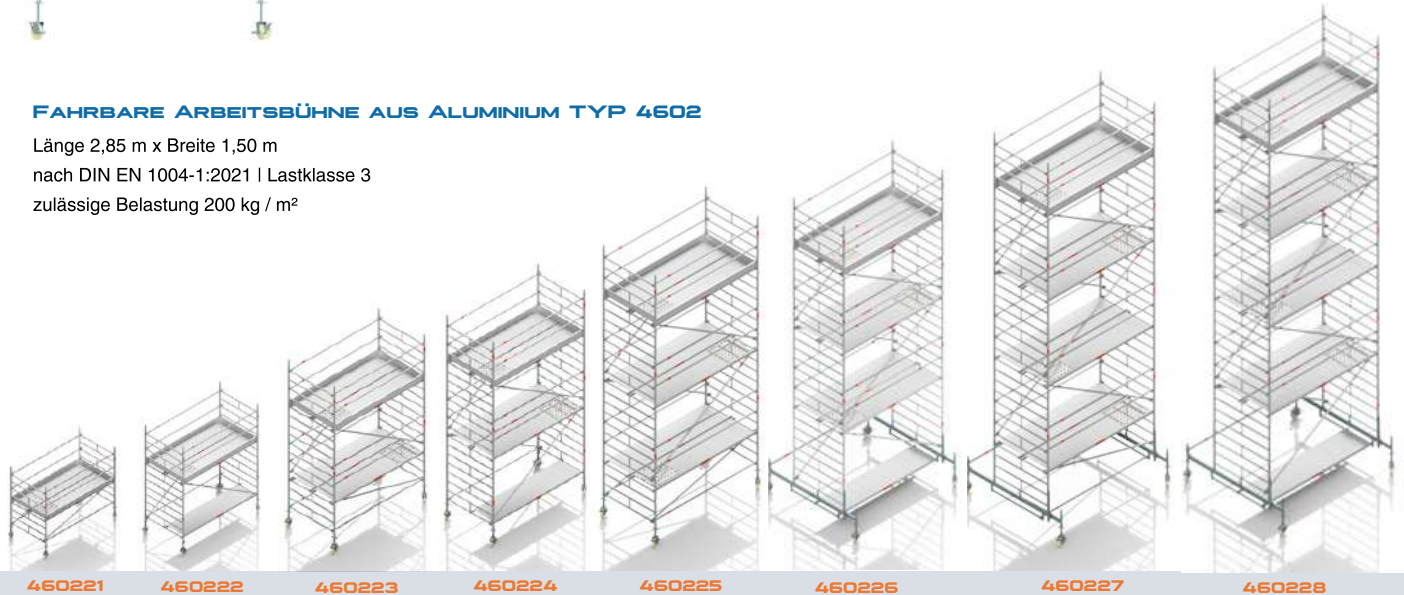 Fahrbare Arbeitsbühne aus Aluminium TYP 4602
Länge 2,85 m x Breite 1,50 m
nach DIN EN 1004-1:2021 | Lastklasse 3
zulässige Belastung 200 kg / m²
460221 460222 460223 460224 460225 460226 460227 460228